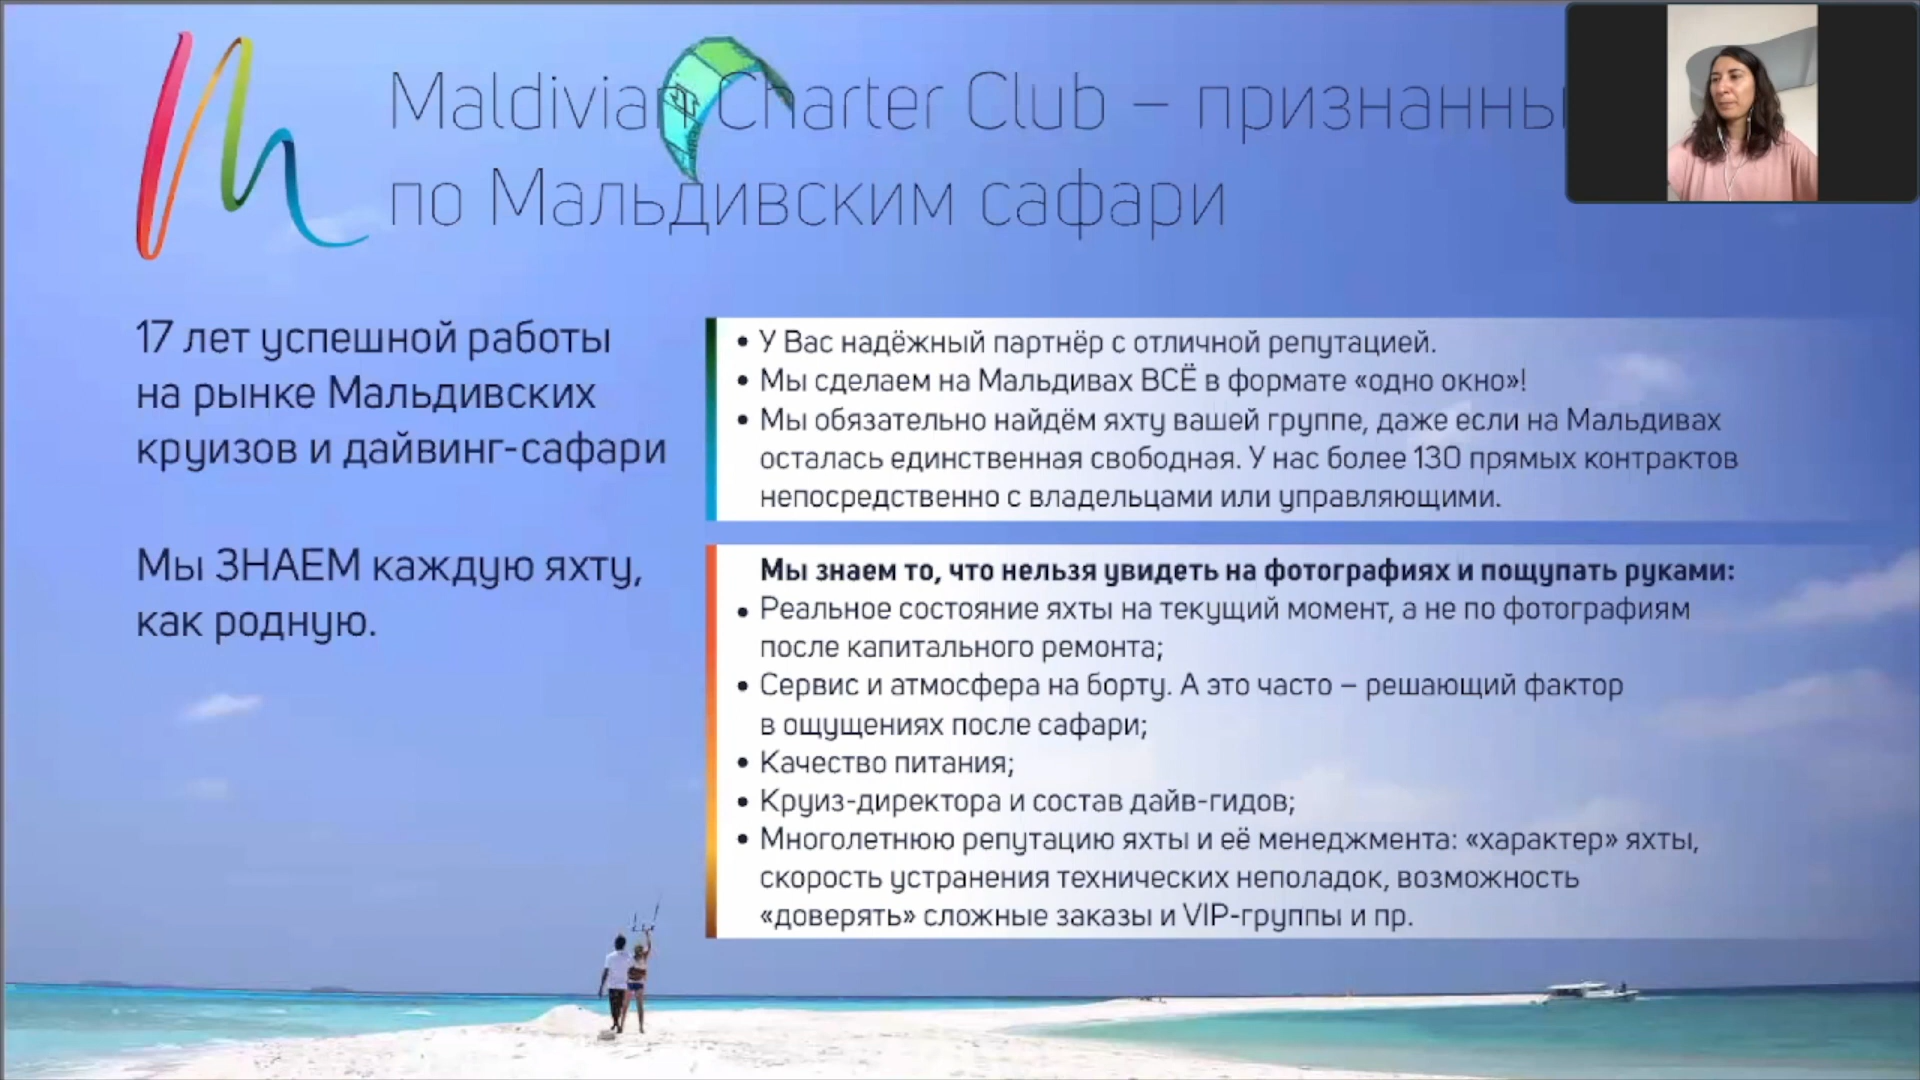 Maldivian Charter Club – признанны
по Мальдивским сафари
17 лет успешной работы
на рынке Мальдивских
круизов и дайвинг-сафари
Мы ЗНАЕМ каждую яхту,
как родную.
• У Вас надёжный партнёр с отличной репутацией.
• Мы сделаем на Мальдивах ВСЁ в формате «одно окно»!
• Мы обязательно найдём яхту вашей группе, даже если на Мальдивах
осталась единственная свободная. У нас более 130 прямых контрактов
непосредственно с владельцами или управляющими.
Мы знаем то, что нельзя увидеть на фотографиях и пощупать руками:
• Реальное состояние яхты на текущий момент, а не по фотографиям
после капитального ремонта;
• Сервис и атмосфера на борту. А это часто – решающий фактор
в ощущениях после сафари;
• Качество питания;
• Круиз-директора и состав дайв-гидов;
• Многолетнюю репутацию яхты и её менеджмента: «характер» яхты,
скорость устранения технических неполадок, возможность
«доверять» сложные заказы и VIP-группы и пр.